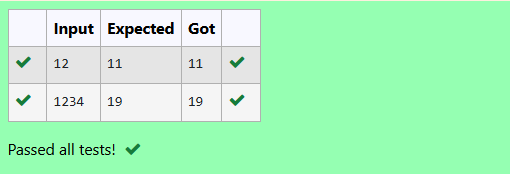 Input Expected Got
12 11 11
1234 19 19
Passed all tests!